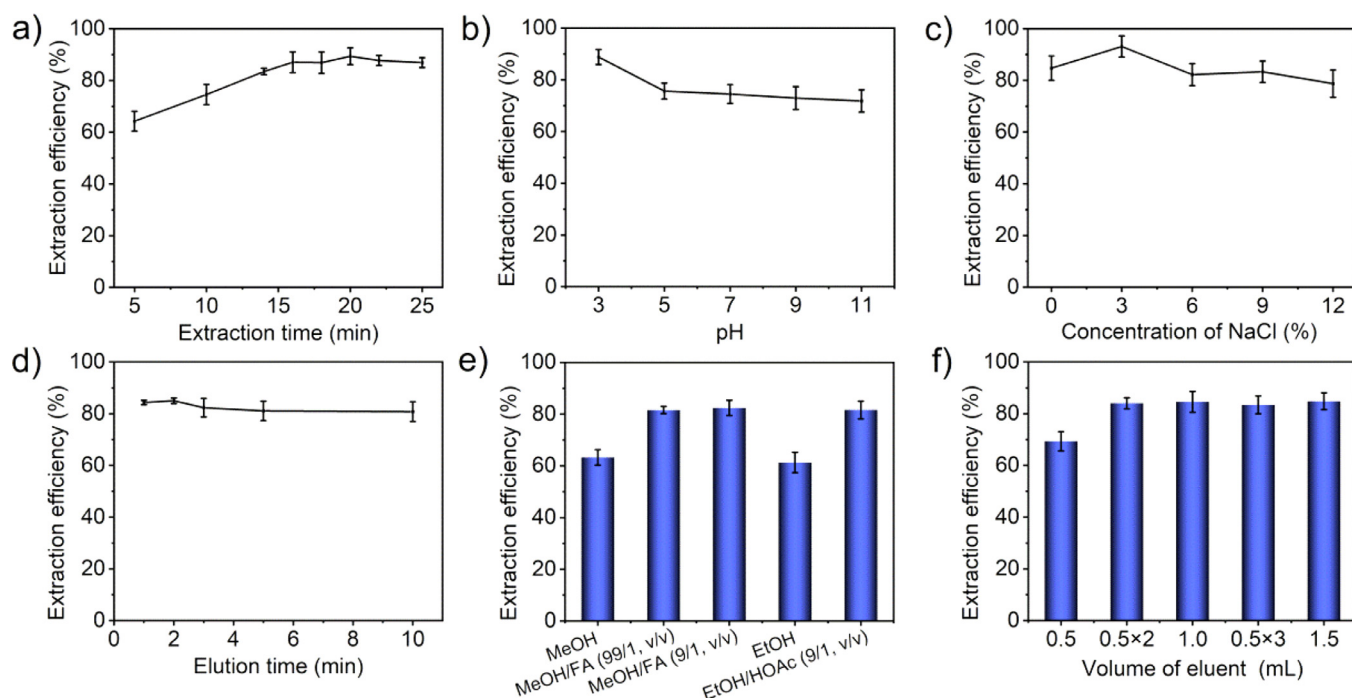 a)
Extraction efficiency (%)
100
80
60
40
20
0
5 10 15 20 25
Extraction time (min)
b)
Extraction efficiency (%)
100
80
60
40
20
0
3 5 7 9 11
pH
c)
Extraction efficiency (%)
100
80
60
40
20
0
0 3 6 9 12
Concentration of NaCl (%)
d)
Extraction efficiency (%)
100
80
60
40
20
0
0 2 4 6 8 10
Elution time (min)
e)
Extraction efficiency (%)
100
80
60
40
20
0
MeOH
MeOH/FA (99/1, v/v)
MeOH/FA (9/1, v/v)
EtOH
EtOH/HOAc (9/1, v/v)
f)
Extraction efficiency (%)
100
80
60
40
20
0
0.5 0.5×2 1.0 0.5×3 1.5
Volume of eluent (mL)